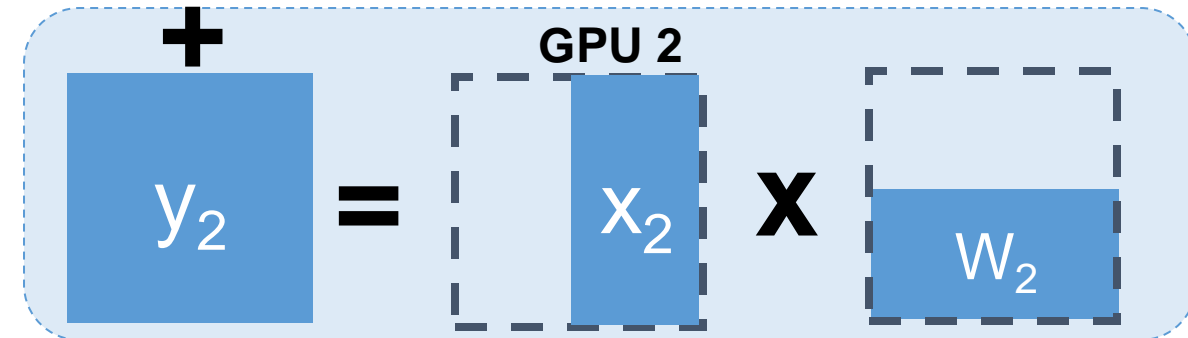 +
GPU 2
y₂ = x₂ x W₂